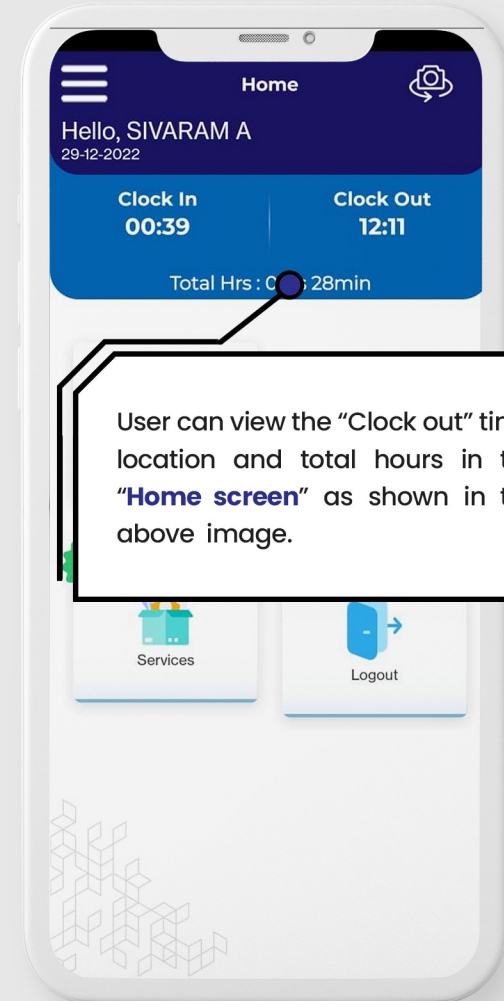 Home
Hello, SIVARAM A
29-12-2022
Clock In
Clock Out
00:39
12:11
Total Hrs : 28min
User can view the “Clock out”
location and total hours in
“Home screen” as shown in
above image.
Services
Logout